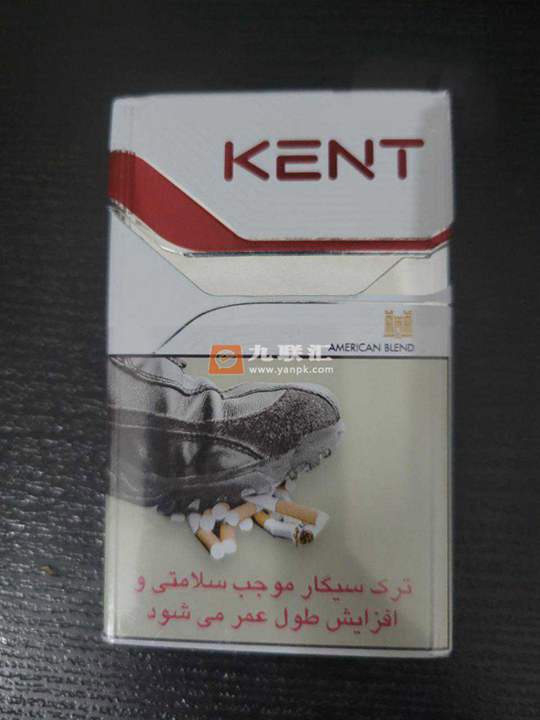 KENT
AMERICAN BLEND
九联汇
www.yanpk.com
ترک سیگار موجب سلامتی و
افزایش طول عمر می شود